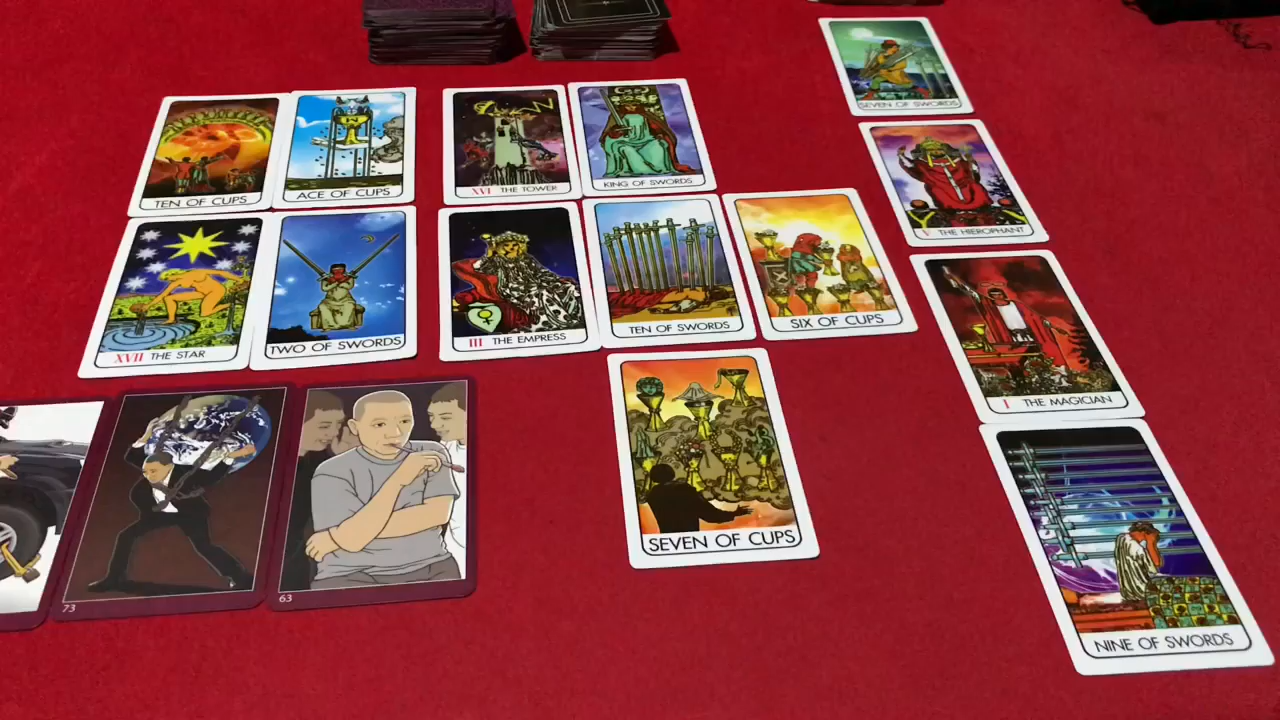 SEVEN OF SWORDS
TEN OF CUPS
ACE OF CUPS
XVI THE TOWER
KING OF SWORDS
V THE HIEROPHANT
XVII THE STAR
TWO OF SWORDS
III THE EMPRESS
TEN OF SWORDS
SIX OF CUPS
I THE MAGICIAN
SEVEN OF CUPS
NINE OF SWORDS
73
63